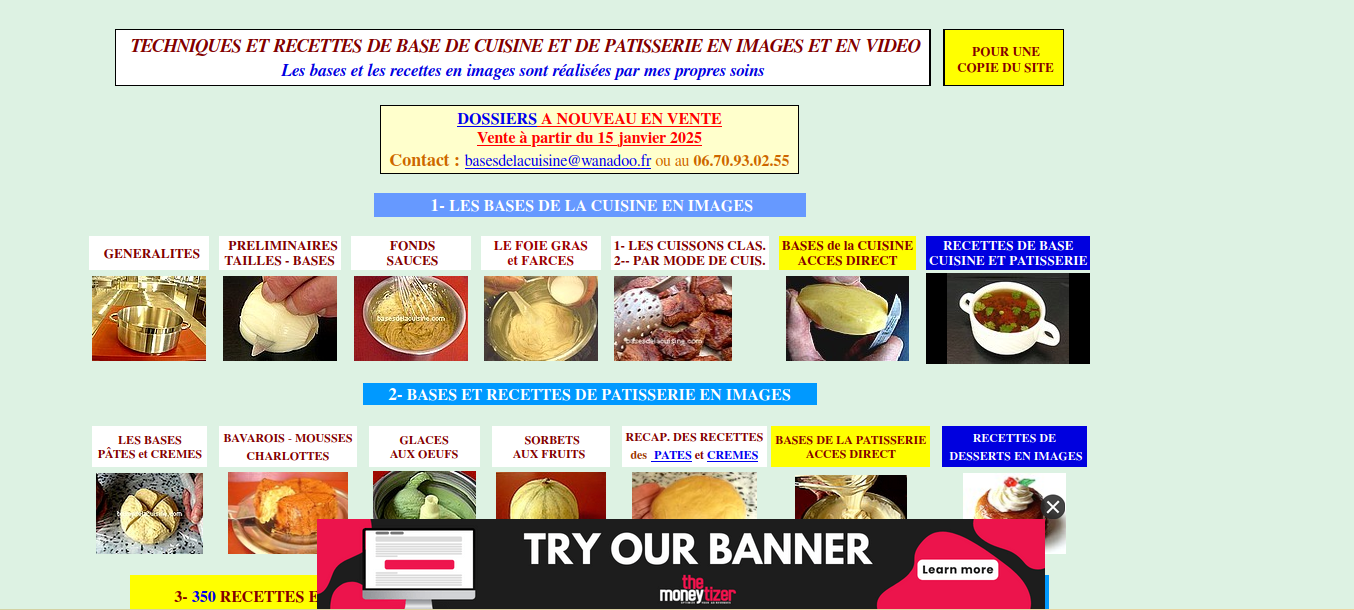 TECHNIQUES ET RECETTES DE BASE DE CUISINE ET DE PATISSERIE EN IMAGES ET EN VIDEO
Les bases et les recettes en images sont réalisées par mes propres soins
POUR UNE
COPIE DU SITE
DOSSIERS A NOUVEAU EN VENTE
Vente à partir du 15 janvier 2025
Contact : basesdelacuisine@wanadoo.fr ou au 06.70.93.02.55
1- LES BASES DE LA CUISINE EN IMAGES
GENERALITES
PRELIMINAIRES
TAILLES - BASES
FONDS
SAUCES
LE FOIE GRAS
et FARCES
1- LES CUISSONS CLAS.
2-- PAR MODE DE CUIS.
BASES de la CUISINE
ACCES DIRECT
RECETTES DE BASE
CUISINE ET PATISSERIE
basesdelacuisine.com
basesdelacuisine.com
2- BASES ET RECETTES DE PATISSERIE EN IMAGES
LES BASES
PÂTES et CREMES
BAVAROIS - MOUSSES
CHARLOTTES
GLACES
AUX OEUFS
SORBETS
AUX FRUITS
RECAP. DES RECETTES
des PATES et CREMES
BASES DE LA PATISSERIE
ACCES DIRECT
RECETTES DE
DESSERTS EN IMAGES
basesdelacuisine.com
TRY OUR BANNER
Learn more
the
moneytizer
3- 350 RECETTES